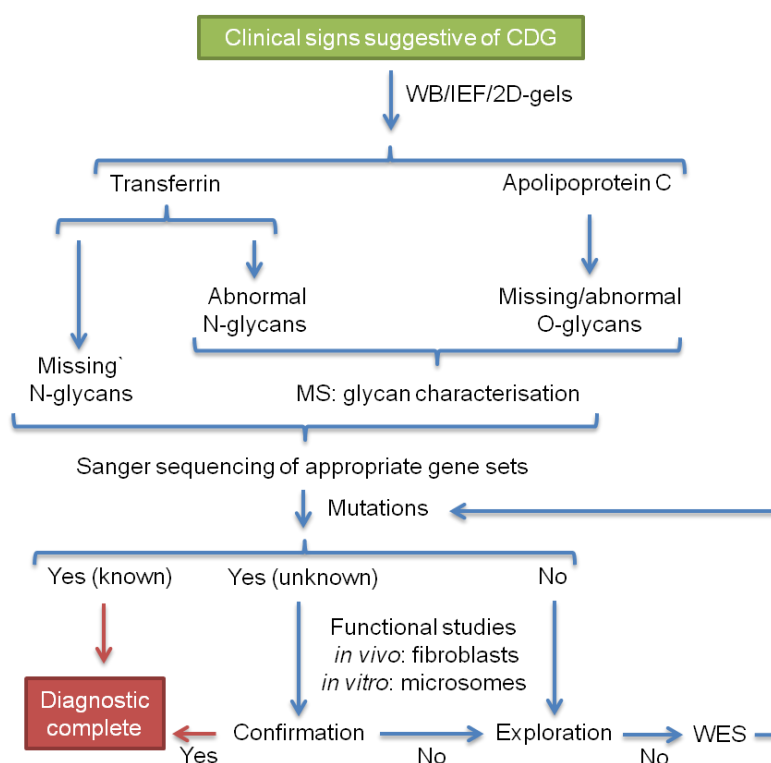 Clinical signs suggestive of CDG
WB/IEF/2D-gels
Transferrin
Apolipoprotein C
Abnormal
N-glycans
Missing/abnormal
O-glycans
Missing`
N-glycans
MS: glycan characterisation
Sanger sequencing of appropriate gene sets
Mutations
Yes (known)
Yes (unknown)
No
Functional studies
in vivo: fibroblasts
in vitro: microsomes
Diagnostic
complete
Yes
Confirmation
No
Exploration
No
WES